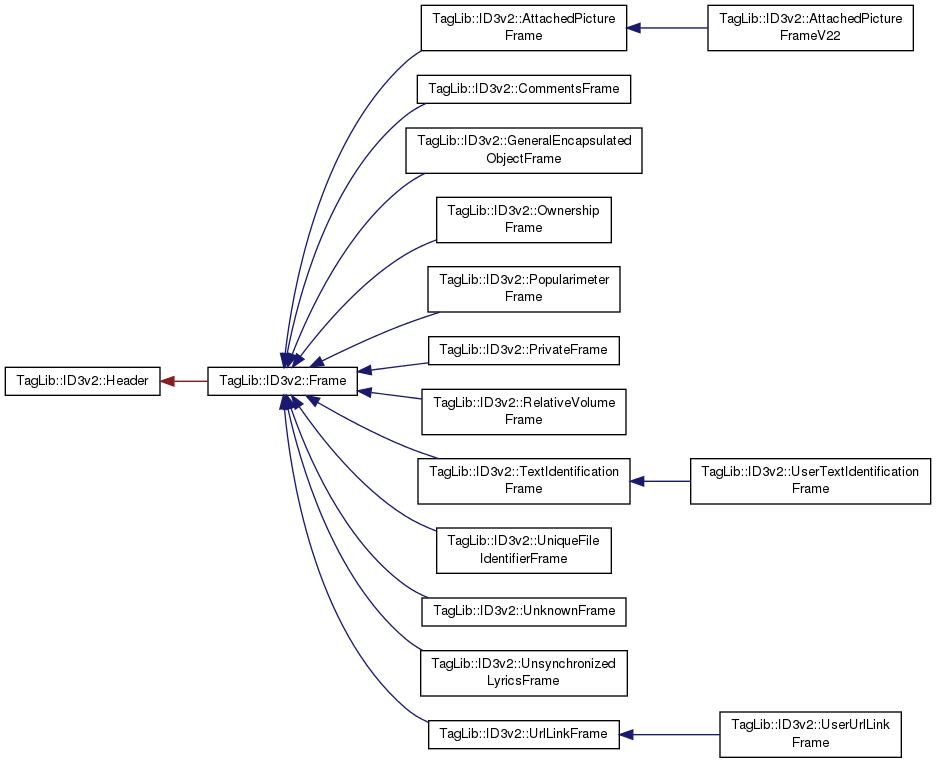 TagLib::ID3v2::Header
TagLib::ID3v2::Frame
TagLib::ID3v2::AttachedPicture
Frame
TagLib::ID3v2::AttachedPicture
FrameV22
TagLib::ID3v2::CommentsFrame
TagLib::ID3v2::GeneralEncapsulated
ObjectFrame
TagLib::ID3v2::Ownership
Frame
TagLib::ID3v2::Popularimeter
Frame
TagLib::ID3v2::PrivateFrame
TagLib::ID3v2::RelativeVolume
Frame
TagLib::ID3v2::TextIdentification
Frame
TagLib::ID3v2::UserTextIdentification
Frame
TagLib::ID3v2::UniqueFile
IdentifierFrame
TagLib::ID3v2::UnknownFrame
TagLib::ID3v2::Unsynchronized
LyricsFrame
TagLib::ID3v2::UrlLinkFrame
TagLib::ID3v2::UserUrlLink
Frame